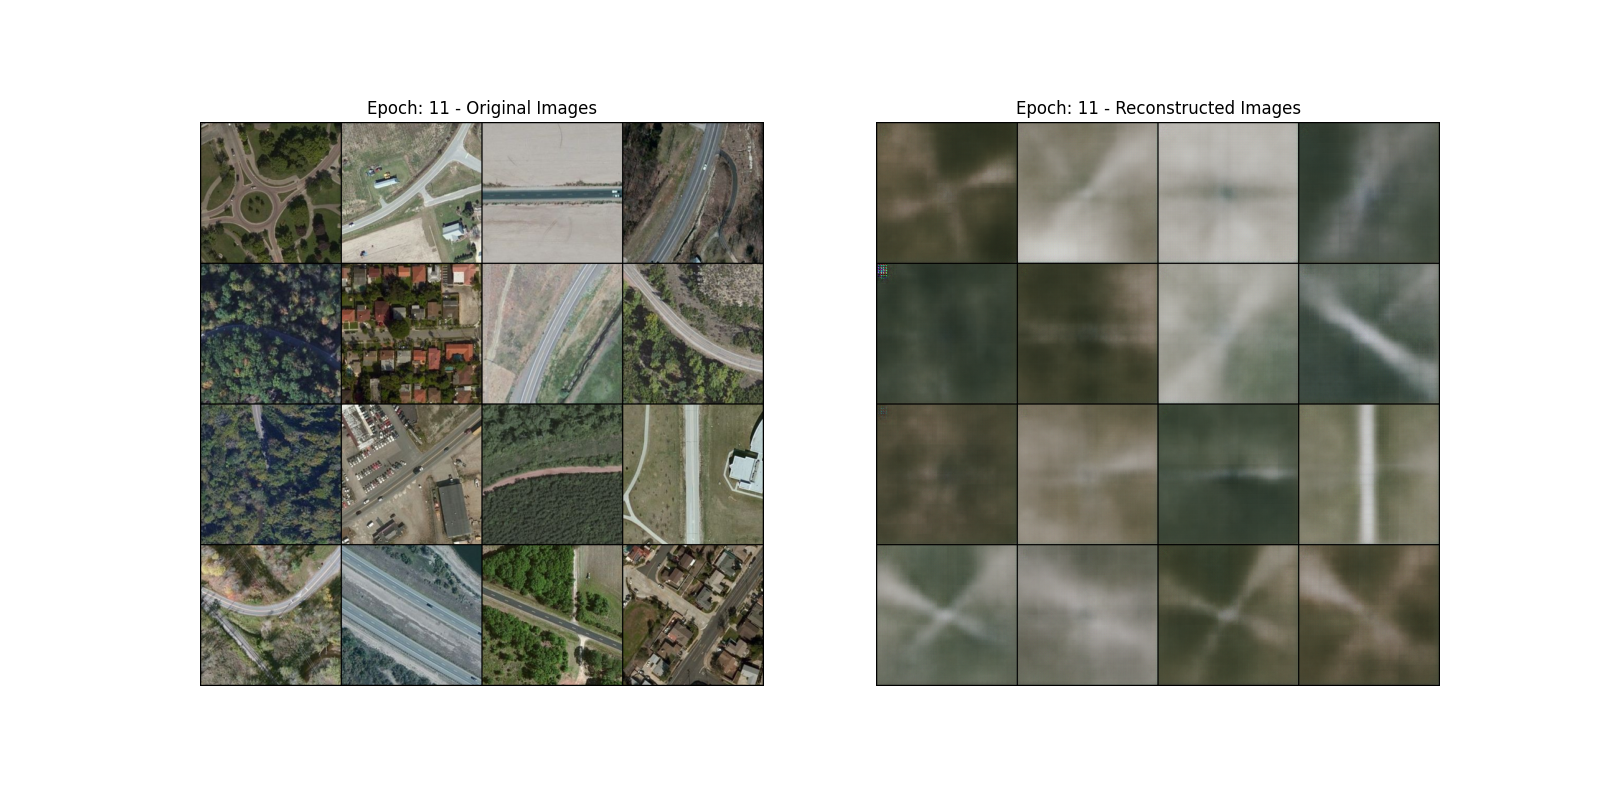 Epoch: 11 - Original Images
Epoch: 11 - Reconstructed Images